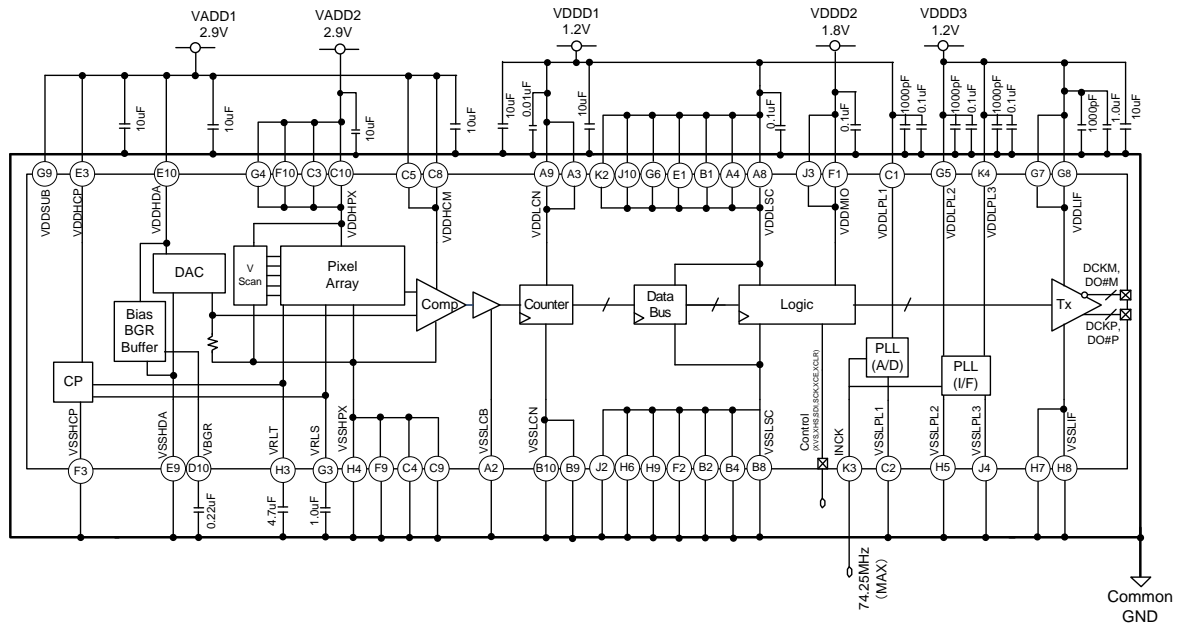 VADD1
2.9V
VADD2
2.9V
VDDD1
1.2V
VDDD2
1.8V
VDDD3
1.2V
10uF
10uF
10uF
10uF
10uF
0.01uF
10uF
0.1uF
0.1uF
1000pF
0.1uF
1000pF
0.1uF
1000pF
0.1uF
1000pF
1.0uF
10uF
G9
E3
E10
G4
F10
C3
C10
C5
C8
A9
A3
K2
J10
G6
E1
B1
A4
A8
J3
F1
C1
G5
K4
G7
G8
VDDSUB
VDDHCP
VDDHDA
VDDHPX
VDDHCM
VDDLCN
VDDLSC
VDDMIO
VDDLPL1
VDDLPL2
VDDLPL3
VDDLIF
DAC
V
Scan
Pixel
Array
Comp
Counter
Data
Bus
Logic
Tx
DCKM,
DO#M
DCKP,
DO#P
Bias
BGR
Buffer
CP
PLL
(A/D)
PLL
(I/F)
VSSHCP
VSSHDA
VBGR
VRLT
VRLS
VSSHPX
VSSLCB
VSSLCN
VSSLSC
Control
(XVS,XHS,SDI,SCK,XCE,XCLR)
INCK
VSSLPL1
VSSLPL2
VSSLPL3
VSSLIF
F3
E9
D10
H3
G3
H4
F9
C4
C9
A2
B10
B9
J2
H6
H9
F2
B2
B4
B8
K3
C2
H5
J4
H7
H8
0.22uF
4.7uF
1.0uF
74.25MHz
(MAX)
Common
GND